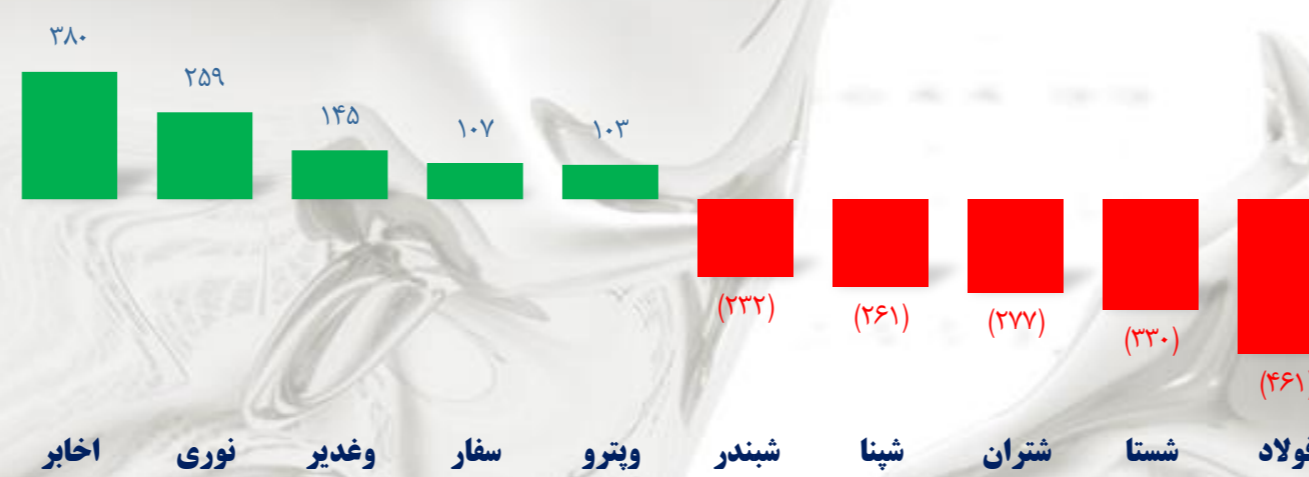 ۳۸۰
۲۵۹
۱۴۵
۱۰۷
۱۰۳
(۲۳۲)
(۲۶۱)
(۲۷۷)
(۳۳۰)
(۴۶۱)
اخابر
نوری
وغدیر
سفار
وپترو
شبندر
شپنا
شتران
شستا
فولاد